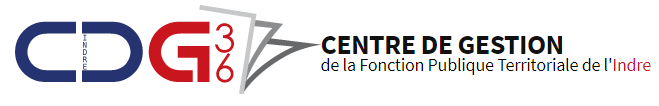 CDG36
INDRE
CENTRE DE GESTION
de la Fonction Publique Territoriale de l'Indre